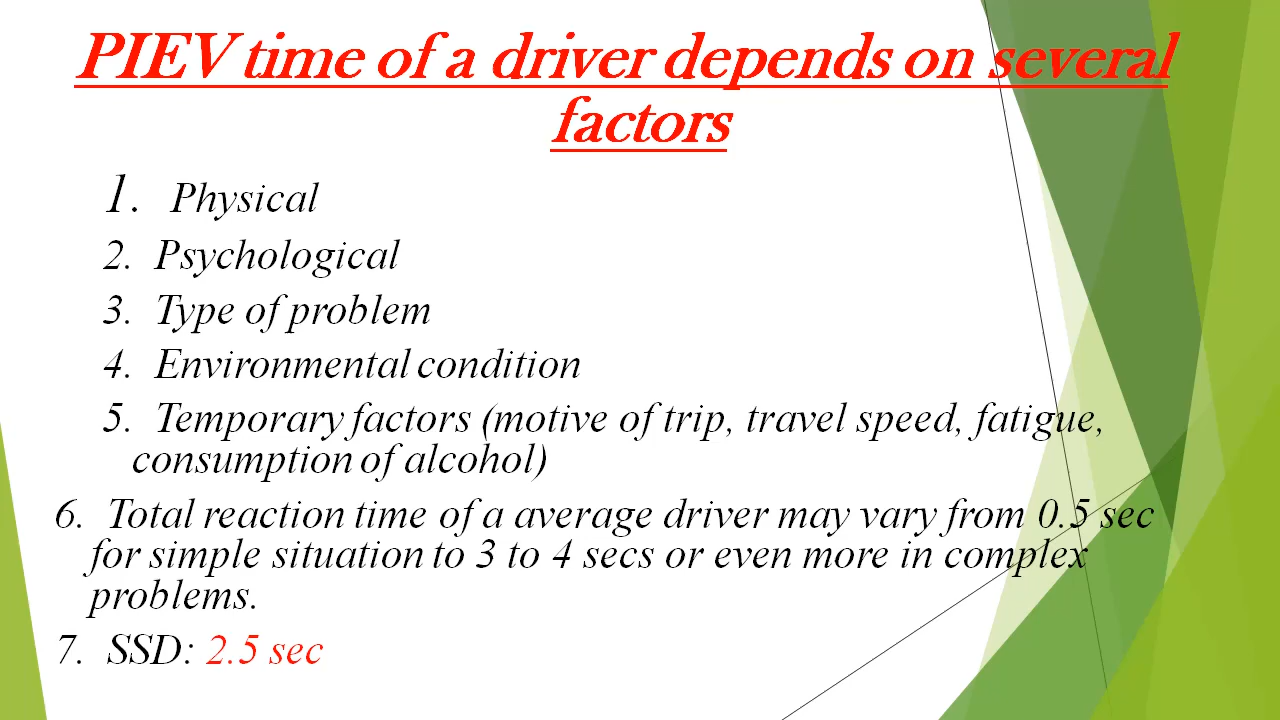 PIEV time of a driver depends on several
factors
1. Physical
2. Psychological
3. Type of problem
4. Environmental condition
5. Temporary factors (motive of trip, travel speed, fatigue,
consumption of alcohol)
6. Total reaction time of a average driver may vary from 0.5 sec
for simple situation to 3 to 4 secs or even more in complex
problems.
7. SSD: 2.5 sec